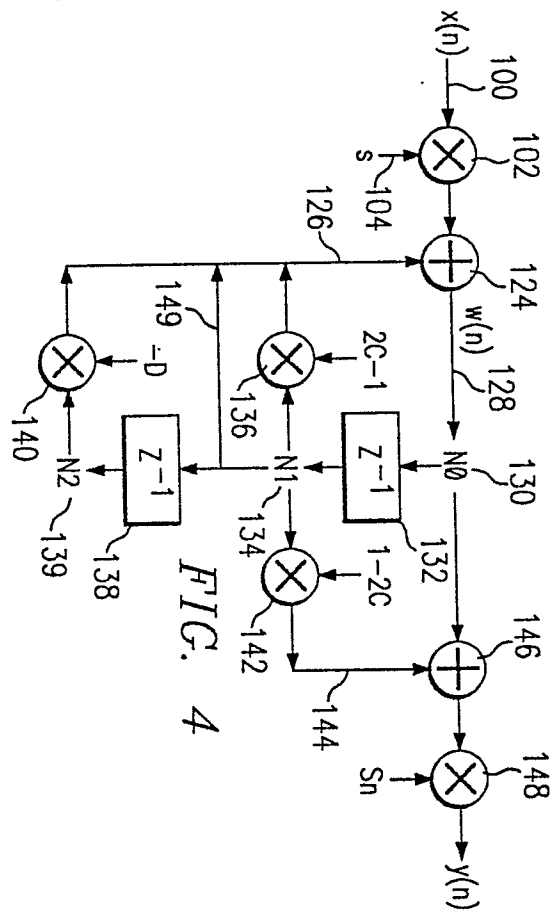 x(n)
100
102
s
104
124
w(n)
128
126
N0
130
146
148
Sn
y(n)
2C-1
136
149
Z-1
132
N1
134
1-2C
142
144
-D
140
N2
139
Z-1
138
FIG. 4